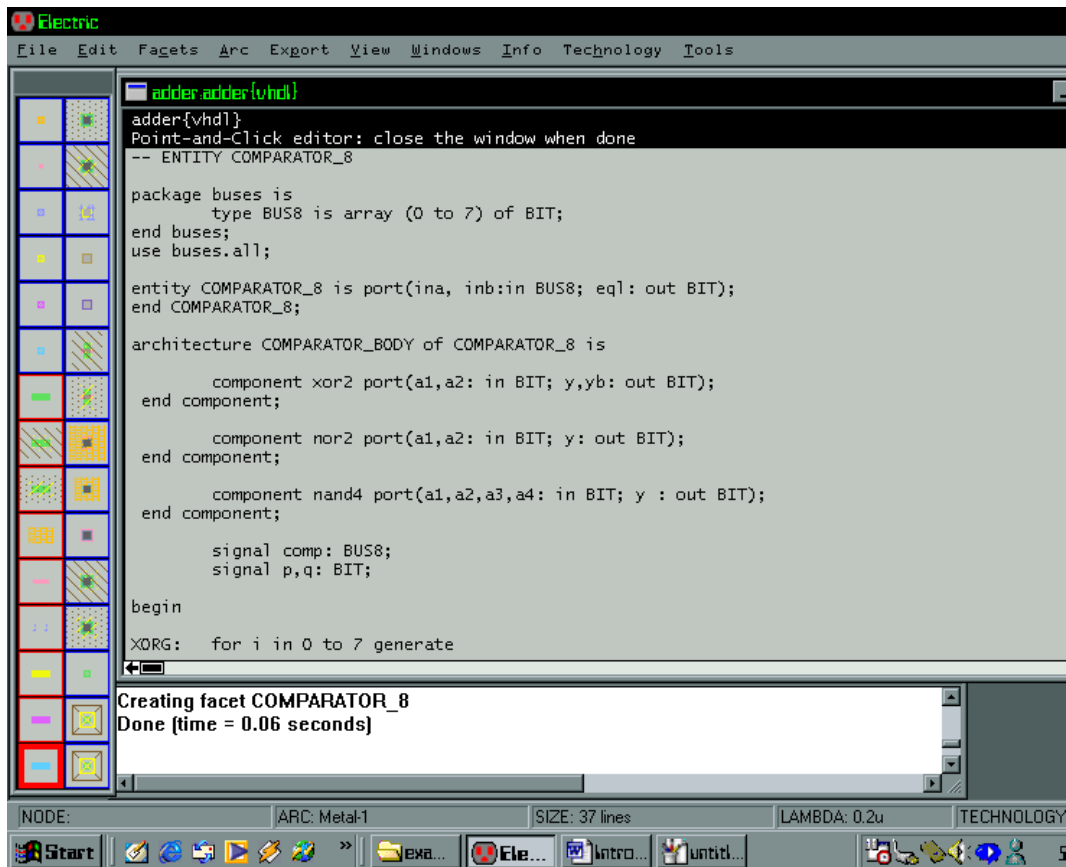 Electric
File Edit Facets Arc Export View Windows Info Technology Tools
adder:adder{vhdl}
adder{vhdl}
Point-and-Click editor: close the window when done
-- ENTITY COMPARATOR_8
package buses is
type BUS8 is array (0 to 7) of BIT;
end buses;
use buses.all;
entity COMPARATOR_8 is port(ina, inb:in BUS8; eql: out BIT);
end COMPARATOR_8;
architecture COMPARATOR_BODY of COMPARATOR_8 is
component xor2 port(a1,a2: in BIT; y,yb: out BIT);
end component;
component nor2 port(a1,a2: in BIT; y: out BIT);
end component;
component nand4 port(a1,a2,a3,a4: in BIT; y : out BIT);
end component;
signal comp: BUS8;
signal p,q: BIT;
begin
XORG: for i in 0 to 7 generate
Creating facet COMPARATOR_8
Done (time = 0.06 seconds)
NODE: ARC: Metal-1 SIZE: 37 lines LAMBDA: 0.2u TECHNOLOGY
Start » exa... Ele... Intro... untitl... 5